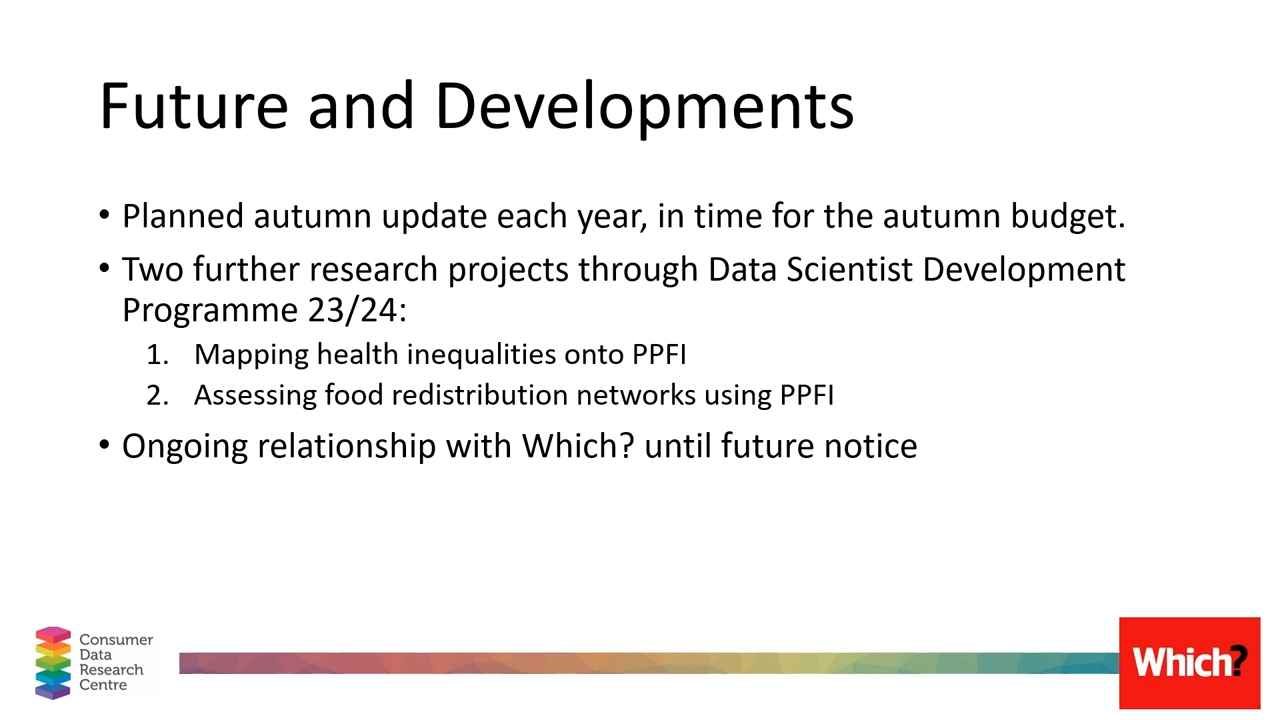 Future and Developments
• Planned autumn update each year, in time for the autumn budget.
• Two further research projects through Data Scientist Development
Programme 23/24:
1. Mapping health inequalities onto PPFI
2. Assessing food redistribution networks using PPFI
• Ongoing relationship with Which? until future notice
Consumer
Data
Research
Centre
Which?